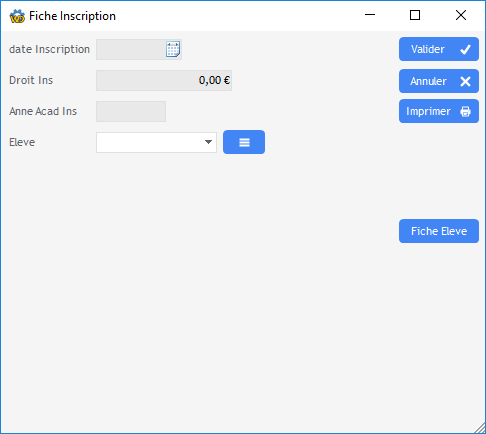 Fiche Inscription
date Inscription
Valider
Droit Ins
0,00 €
Annuler
Anne Acad Ins
Imprimer
Eleve
Fiche Eleve